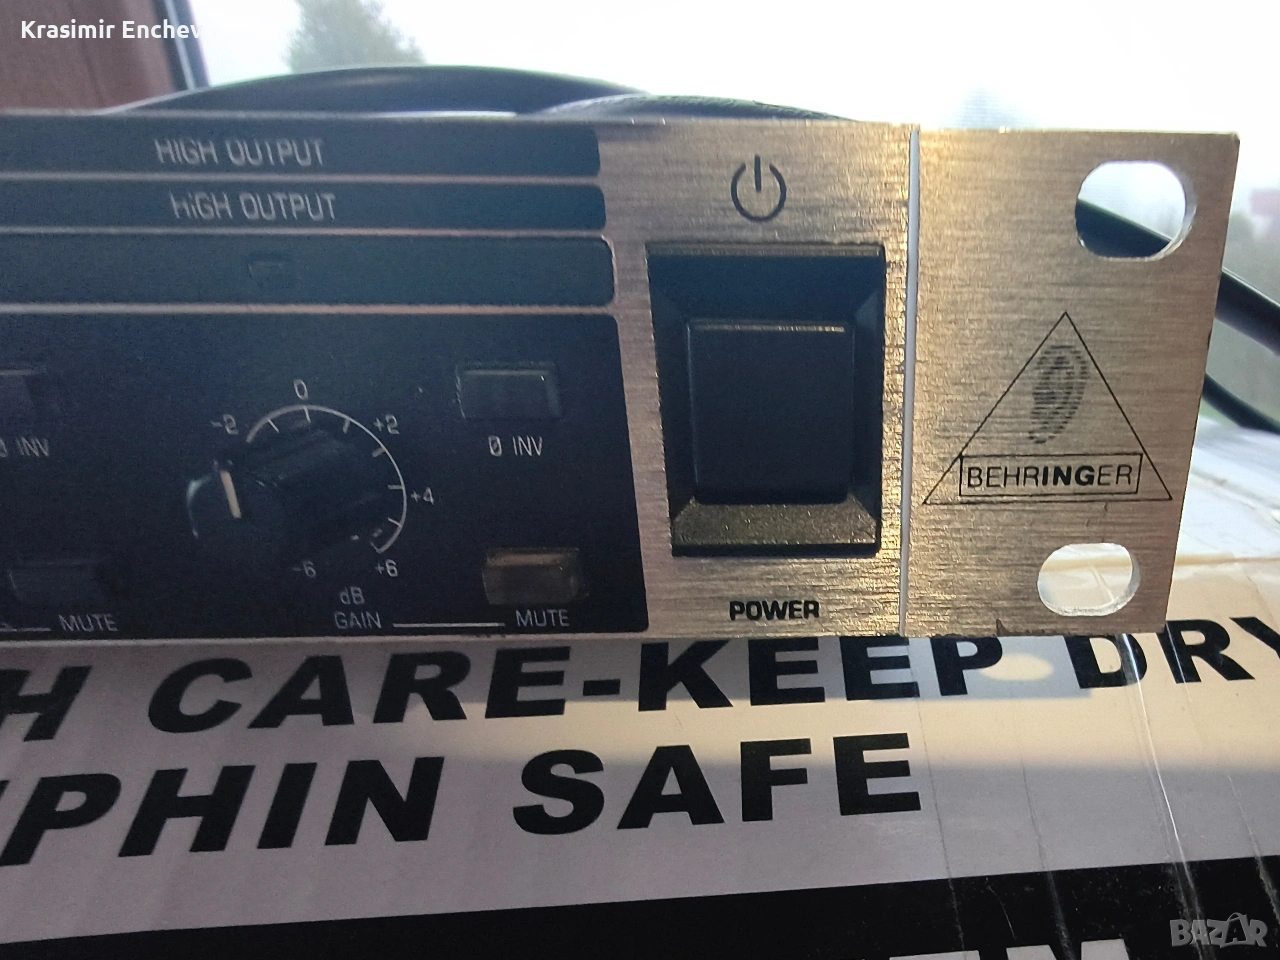 Krasimir Enchev
HIGH OUTPUT
HIGH OUTPUT
0
-2 +2
Ø INV Ø INV
+4
-6 +6
dB
MUTE GAIN MUTE
POWER
BEHRINGER
CARE-KEEP DRY
PHIN SAFE
BAZAR